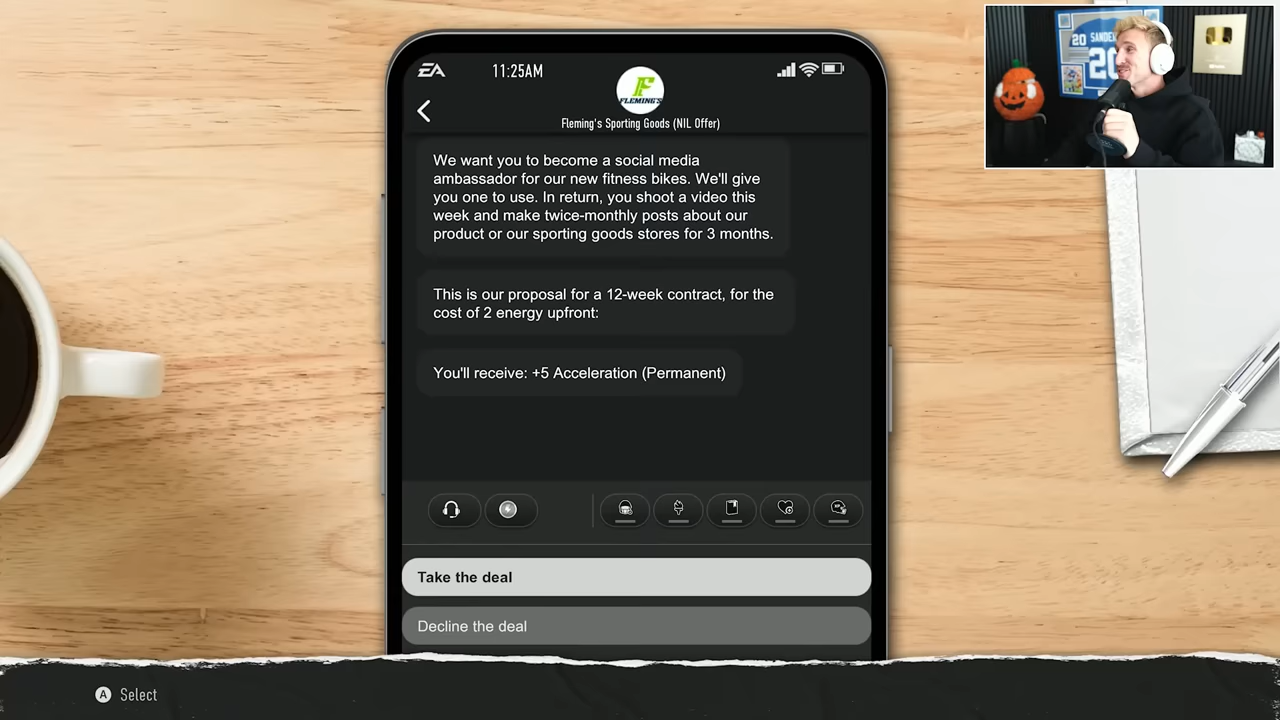 EA
11:25AM
F
FLEMING'S
Fleming's Sporting Goods (NIL Offer)
We want you to become a social media
ambassador for our new fitness bikes. We'll give
you one to use. In return, you shoot a video this
week and make twice-monthly posts about our
product or our sporting goods stores for 3 months.
This is our proposal for a 12-week contract, for the
cost of 2 energy upfront:
You'll receive: +5 Acceleration (Permanent)
Take the deal
Decline the deal
A Select
20
20